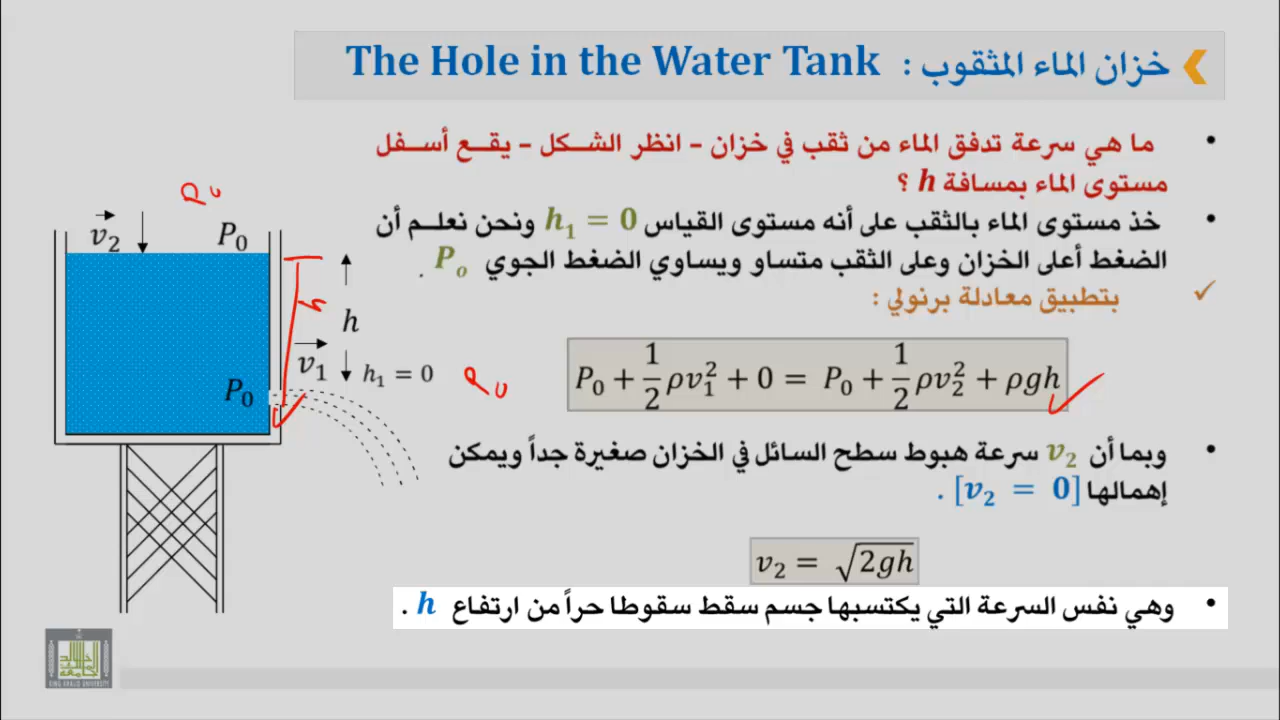 خزان الماء المثقوب : The Hole in the Water Tank
• ما هي سرعة تدفق الماء من ثقب في خزان – انظر الشكل – يقع أسفل
مستوى الماء بمسافة h ؟
• خذ مستوى الماء بالثقب على أنه مستوى القياس h₁ = 0 ونحن نعلم أن
الضغط أعلى الخزان وعلى الثقب متساو ويساوي الضغط الجوي Pₒ .
✓ بتطبيق معادلة برنولي :
P₀ + 1/2 ρv₁² + 0 = P₀ + 1/2 ρv₂² + ρgh
• وبما أن v₂ سرعة هبوط سطح السائل في الخزان صغيرة جداً ويمكن
إهمالها [v₂ = 0] .
v₂ = √2gh
• وهي نفس السرعة التي يكتسبها جسم سقط سقوطا حراً من ارتفاع h .
P₀
v₂ P₀
h
h
v₁ h₁ = 0
P₀
P₀
KING KHALID UNIVERSITY